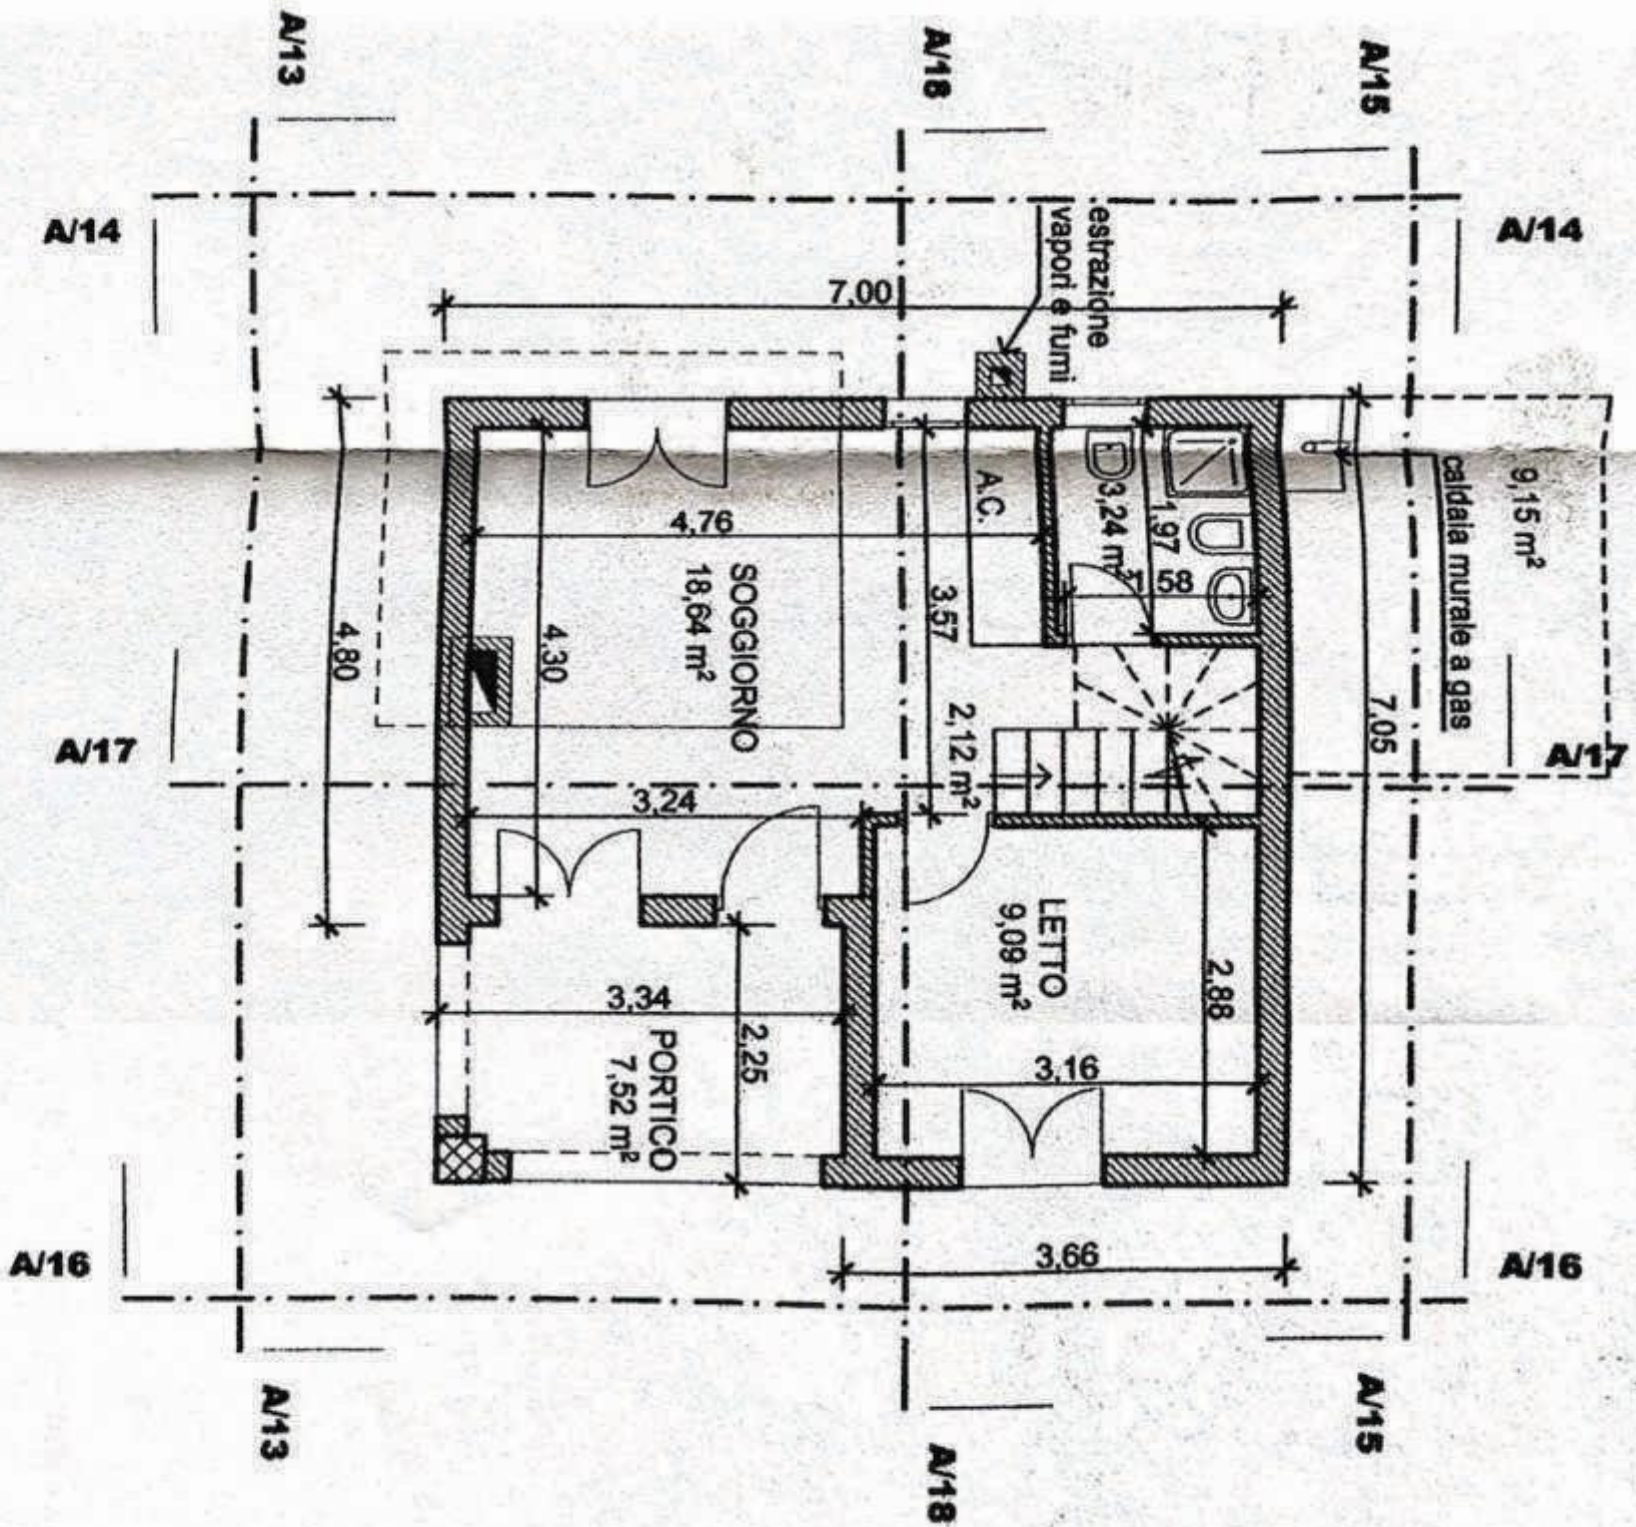 A/13
A/18
A/15
A/14
A/14
estrazione
vapori e fumi
7,00
A.C.
3,24 m²
1,97
1,58
9,15 m²
caldaia murale a gas
4,76
SOGGIORNO
18,64 m²
3,57
4,30
4,80
2,12 m²
7,05
A/17
A/17
3,24
LETTO
9,09 m²
2,88
3,34
PORTICO
7,52 m²
2,25
3,16
3,66
A/16
A/16
A/13
A/18
A/15